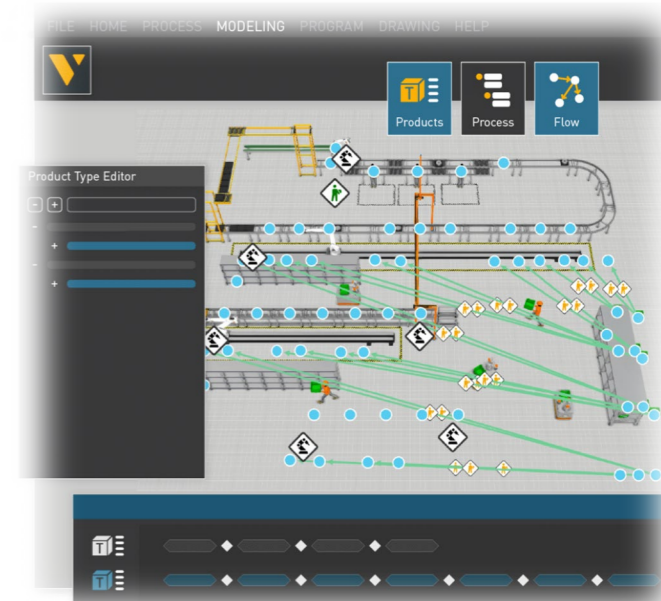 FILE HOME PROCESS MODELING PROGRAM DRAWING HELP
Products Process Flow
Product Type Editor
T
T
T